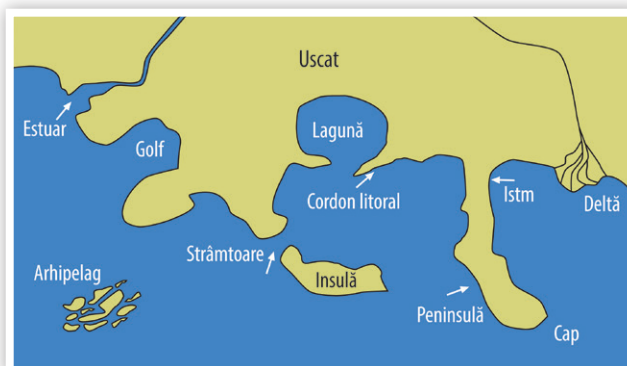 Uscat
Estuar
Golf
Lagună
Cordon litoral
Istm
Deltă
Strâmtoare
Arhipelag
Insulă
Peninsulă
Cap